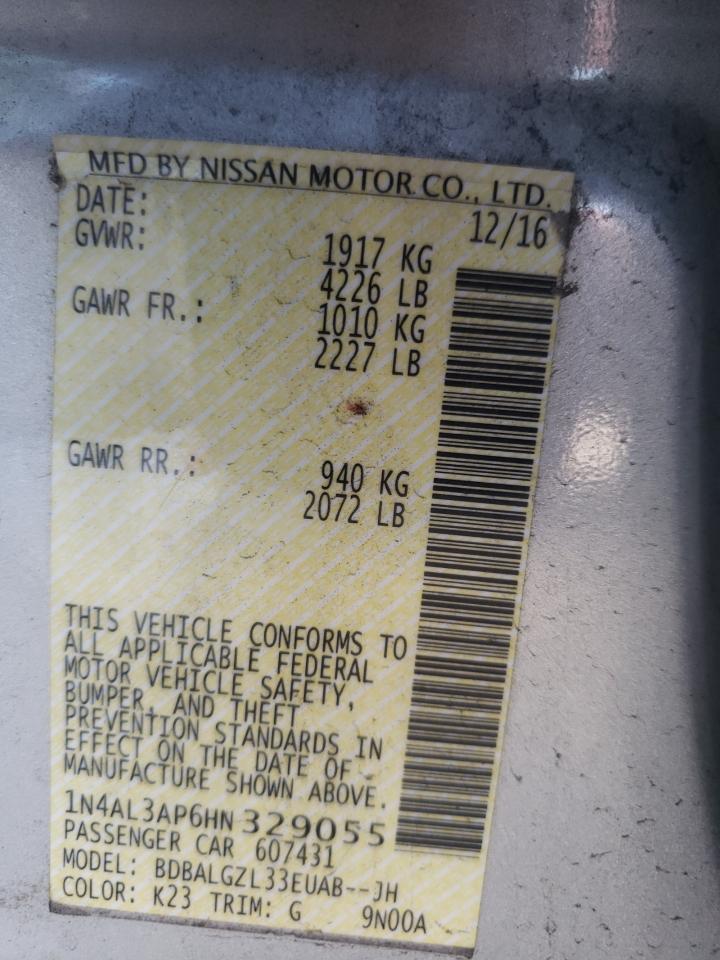 MFD BY NISSAN MOTOR CO., LTD.
DATE: 12/16
GVWR: 1917 KG
4226 LB
GAWR FR.: 1010 KG
2227 LB
GAWR RR.: 940 KG
2072 LB
THIS VEHICLE CONFORMS TO
ALL APPLICABLE FEDERAL
MOTOR VEHICLE SAFETY,
BUMPER, AND THEFT
PREVENTION STANDARDS IN
EFFECT ON THE DATE OF
MANUFACTURE SHOWN ABOVE.
1N4AL3AP6HN329055
PASSENGER CAR 607431
MODEL: BDBALGZL33EUAB--JH
COLOR: K23 TRIM: G 9N00A